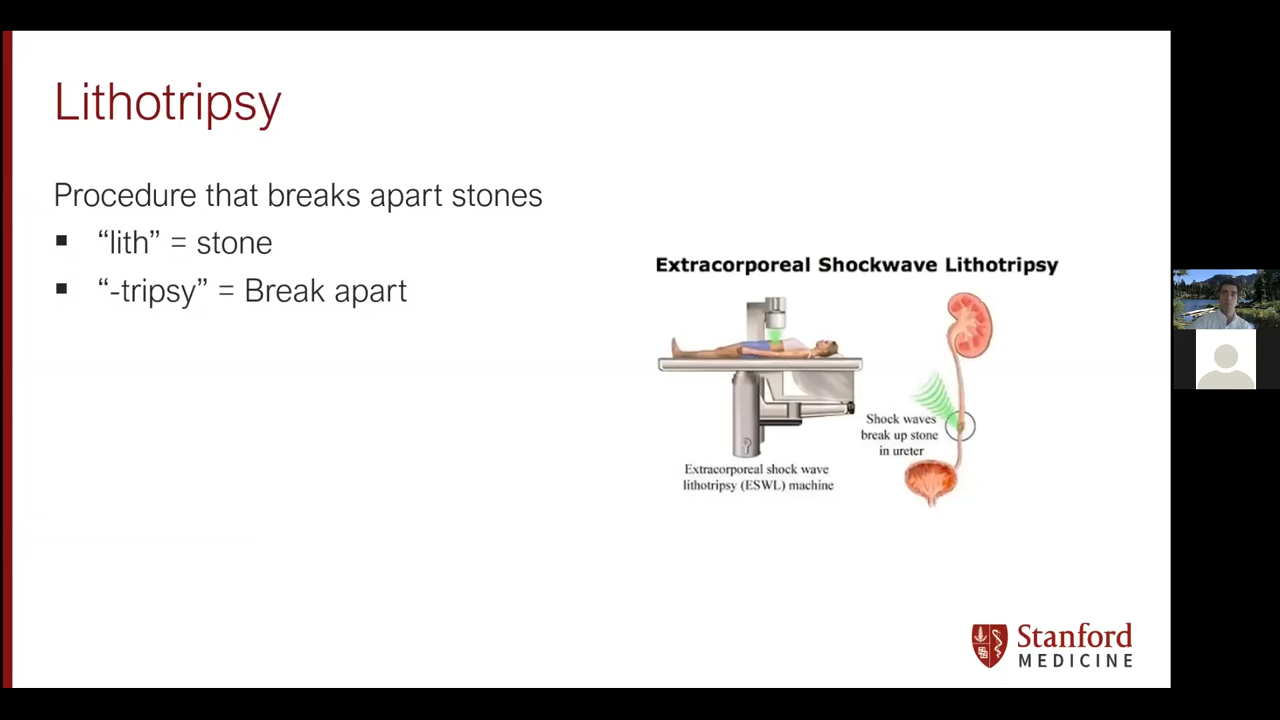 Lithotripsy
Procedure that breaks apart stones
▪ “lith” = stone
▪ “-tripsy” = Break apart
Extracorporeal Shockwave Lithotripsy
Shock waves
break up stone
in ureter
Extracorporeal shock wave
lithotripsy (ESWL) machine
Stanford
MEDICINE